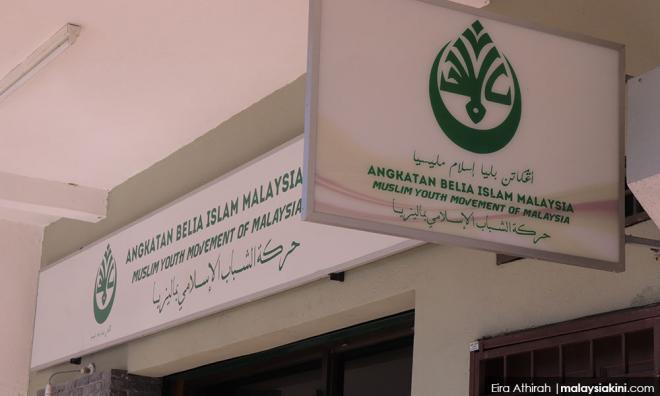 اڠكتن بليا إسلام مليسيا
ANGKATAN BELIA ISLAM MALAYSIA
MUSLIM YOUTH MOVEMENT OF MALAYSIA
حركة الشباب الإسلامي بماليزيا
ANGKATAN BELIA ISLAM MALAYSIA
MUSLIM YOUTH MOVEMENT OF MALAYSIA
حركة الشباب الإسلامي بماليزيا
Eira Athirah | malaysiakini.com